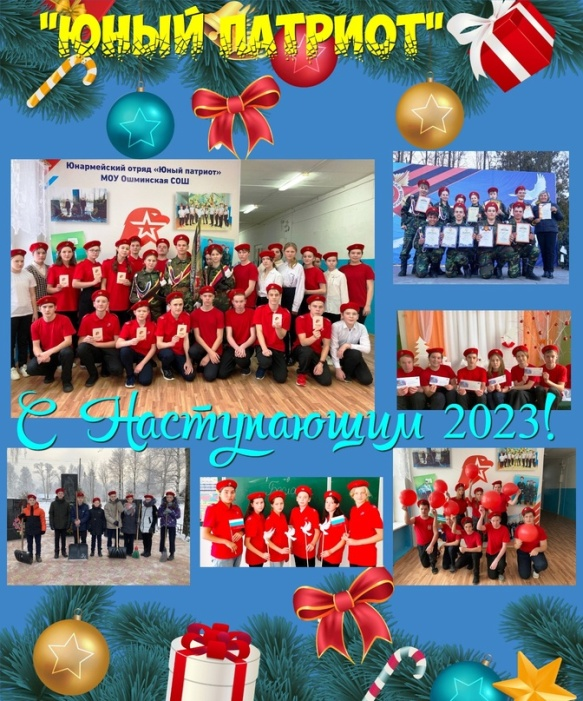 "ЮНЫЙ ПАТРИОТ"
Юнармейский отряд «Юный патриот»
МОУ Ошминская СОШ
С Наступающим 2023!